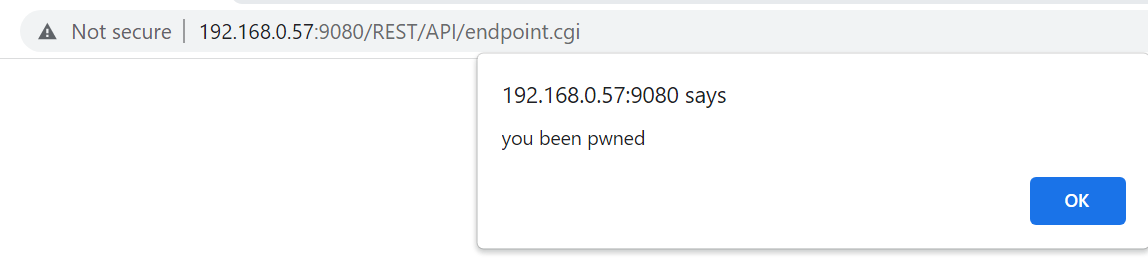 Not secure | 192.168.0.57:9080/REST/API/endpoint.cgi
192.168.0.57:9080 says
you been pwned
OK